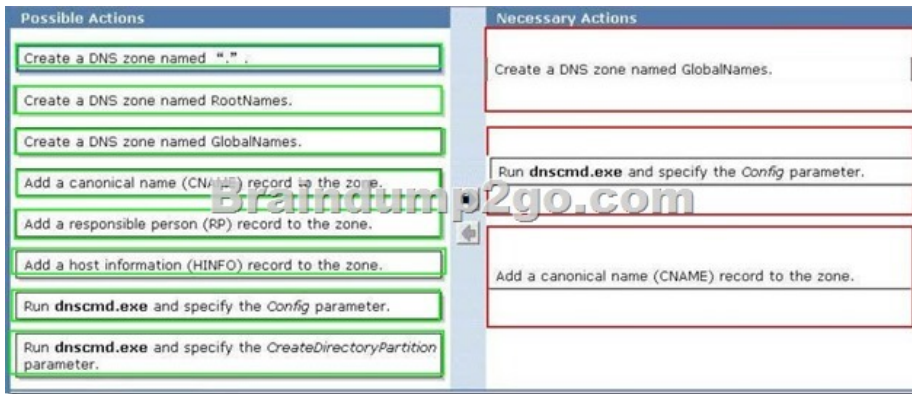 Possible Actions
Create a DNS zone named "." .
Create a DNS zone named RootNames.
Create a DNS zone named GlobalNames.
Add a canonical name (CNAME) record to the zone.
Add a responsible person (RP) record to the zone.
Add a host information (HINFO) record to the zone.
Run dnscmd.exe and specify the Config parameter.
Run dnscmd.exe and specify the CreateDirectoryPartition
parameter.
Necessary Actions
Create a DNS zone named GlobalNames.
Run dnscmd.exe and specify the Config parameter.
Add a canonical name (CNAME) record to the zone.
Braindump2go.com